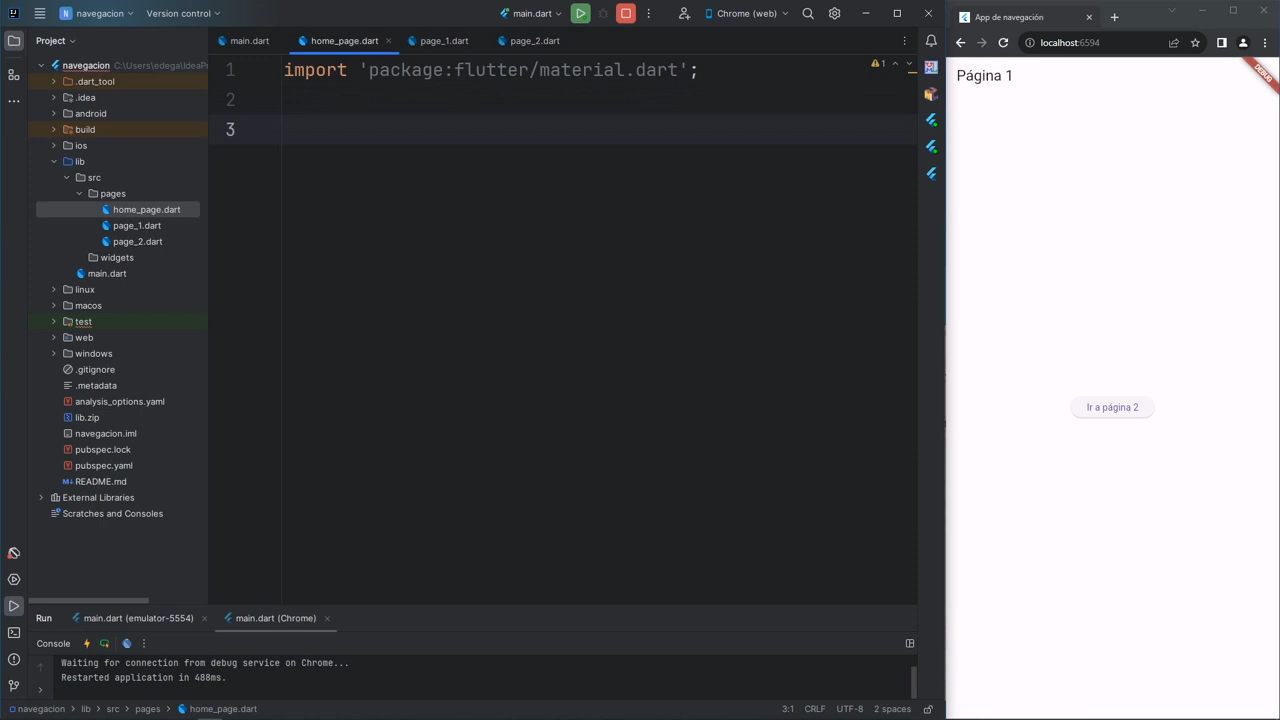 navegacion
Version control
main.dart
Chrome (web)
Project
main.dart
home_page.dart
page_1.dart
page_2.dart
navegacion C:\Users\edega\IdeaP
.dart_tool
.idea
android
build
ios
lib
src
pages
home_page.dart
page_1.dart
page_2.dart
widgets
main.dart
linux
macos
test
web
windows
.gitignore
.metadata
analysis_options.yaml
lib.zip
navegacion.iml
pubspec.lock
pubspec.yaml
README.md
External Libraries
Scratches and Consoles
1 import 'package:flutter/material.dart';
2
3
1
Run
main.dart (emulator-5554)
main.dart (Chrome)
Console
Waiting for connection from debug service on Chrome...
Restarted application in 488ms.
navegacion > lib > src > pages > home_page.dart
3:1 CRLF UTF-8 2 spaces
App de navegación
localhost:6594
DEBUG
Página 1
Ir a página 2